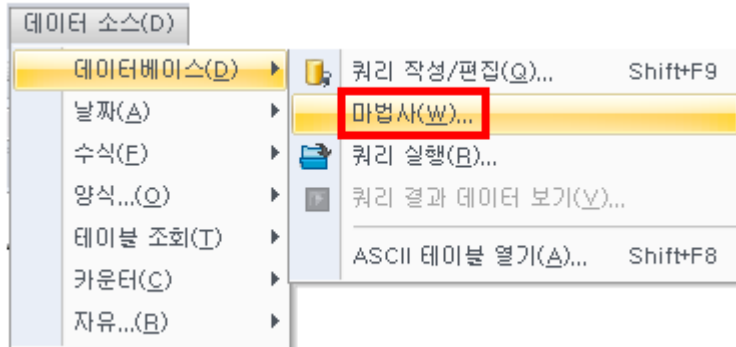 데이터 소스(D)
데이터베이스(D)
날짜(A)
수식(F)
양식...(O)
테이블 조회(T)
카운터(C)
자유...(R)
쿼리 작성/편집(Q)... Shift+F9
마법사(W)...
쿼리 실행(R)...
쿼리 결과 데이터 보기(V)...
ASCII 테이블 열기(A)... Shift+F8